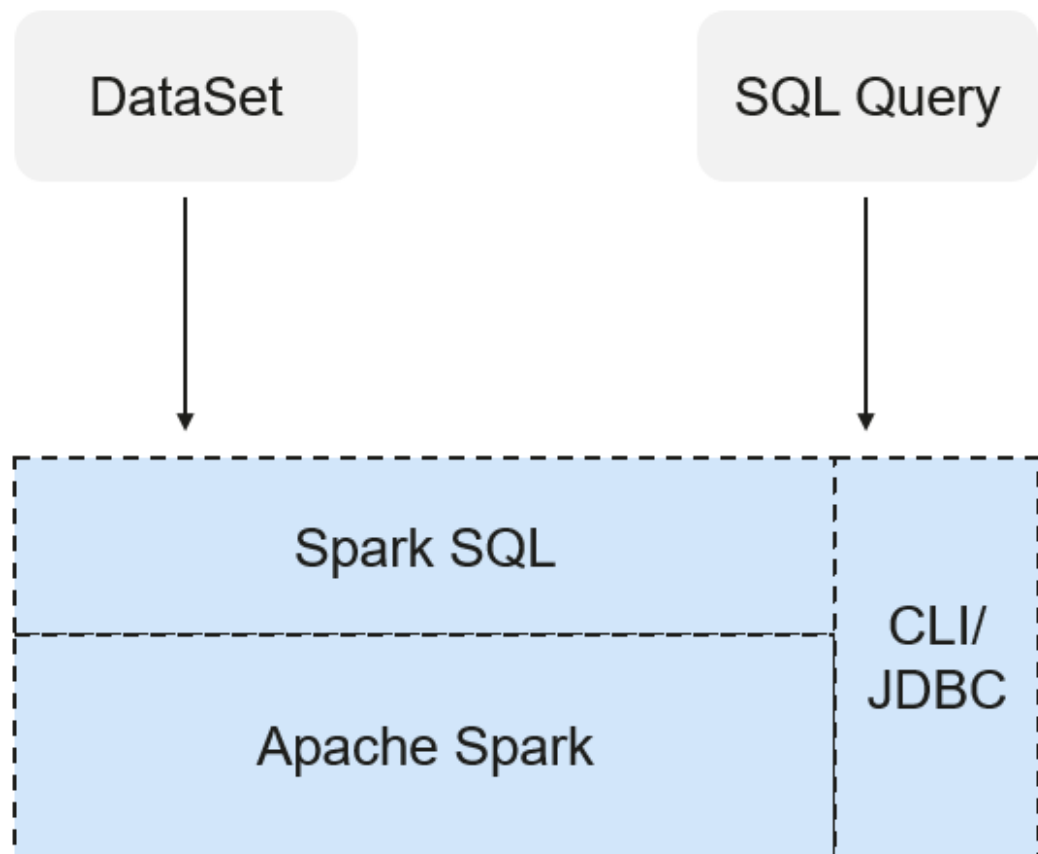 DataSet
SQL Query
Spark SQL
CLI/
JDBC
Apache Spark